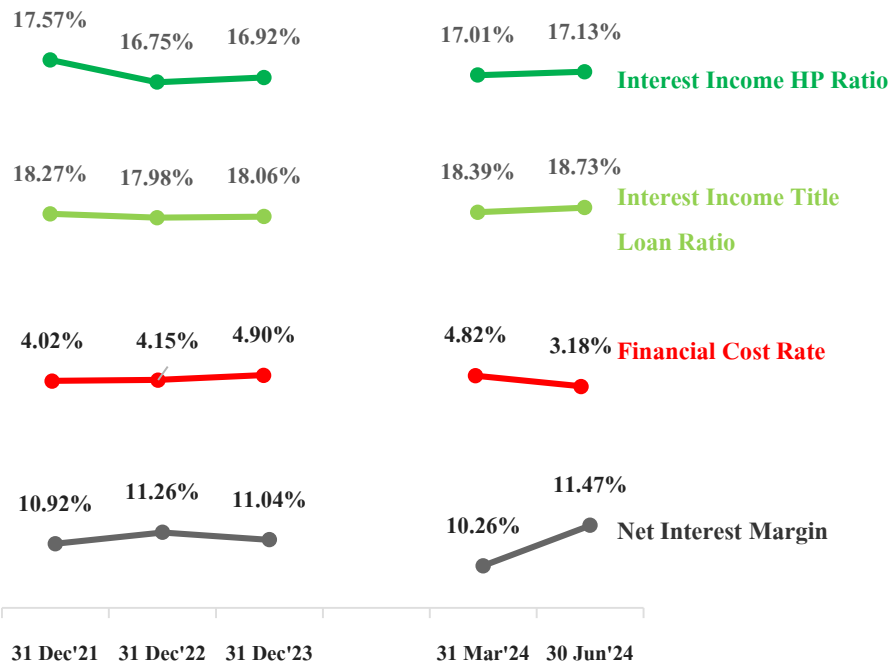 17.57% 16.75% 16.92% 17.01% 17.13%
Interest Income HP Ratio
18.27% 17.98% 18.06% 18.39% 18.73%
Interest Income Title
Loan Ratio
4.02% 4.15% 4.90% 4.82% 3.18%
Financial Cost Rate
10.92% 11.26% 11.04% 10.26% 11.47%
Net Interest Margin
31 Dec'21 31 Dec'22 31 Dec'23 31 Mar'24 30 Jun'24